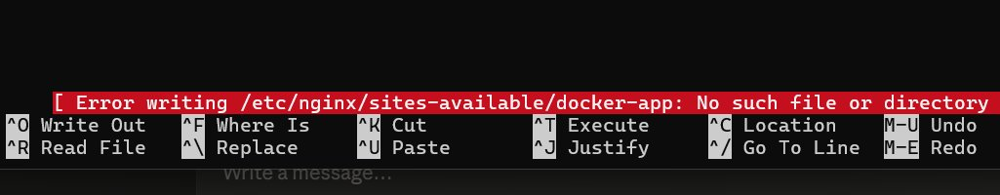 [ Error writing /etc/nginx/sites-available/docker-app: No such file or directory
^O Write Out ^F Where Is ^K Cut ^T Execute ^C Location M-U Undo
^R Read File ^\ Replace ^U Paste ^J Justify ^/ Go To Line M-E Redo
Write a message...